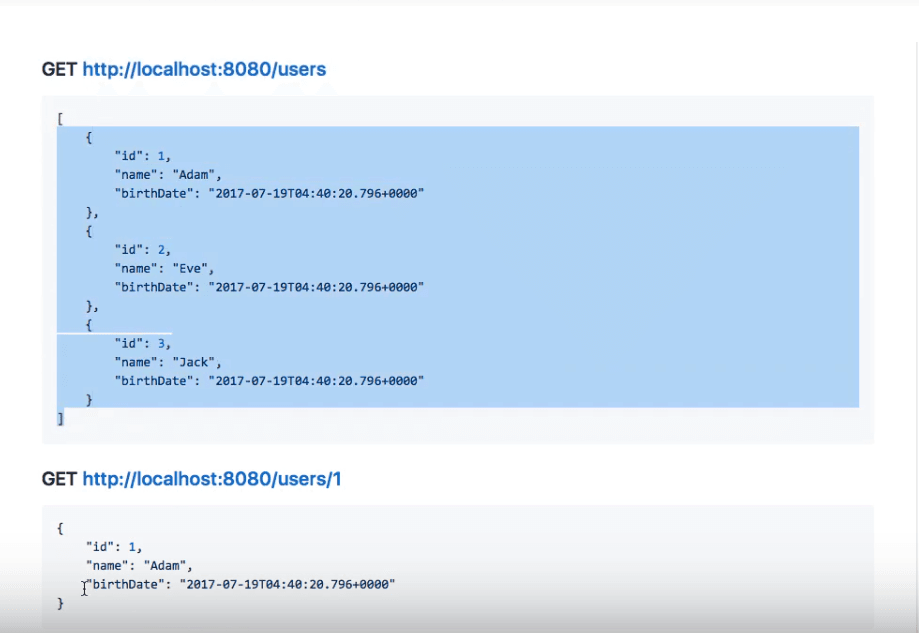 GET http://localhost:8080/users
[
{
"id": 1,
"name": "Adam",
"birthDate": "2017-07-19T04:40:20.796+0000"
},
{
"id": 2,
"name": "Eve",
"birthDate": "2017-07-19T04:40:20.796+0000"
},
{
"id": 3,
"name": "Jack",
"birthDate": "2017-07-19T04:40:20.796+0000"
}
]
GET http://localhost:8080/users/1
{
"id": 1,
"name": "Adam",
"birthDate": "2017-07-19T04:40:20.796+0000"
}